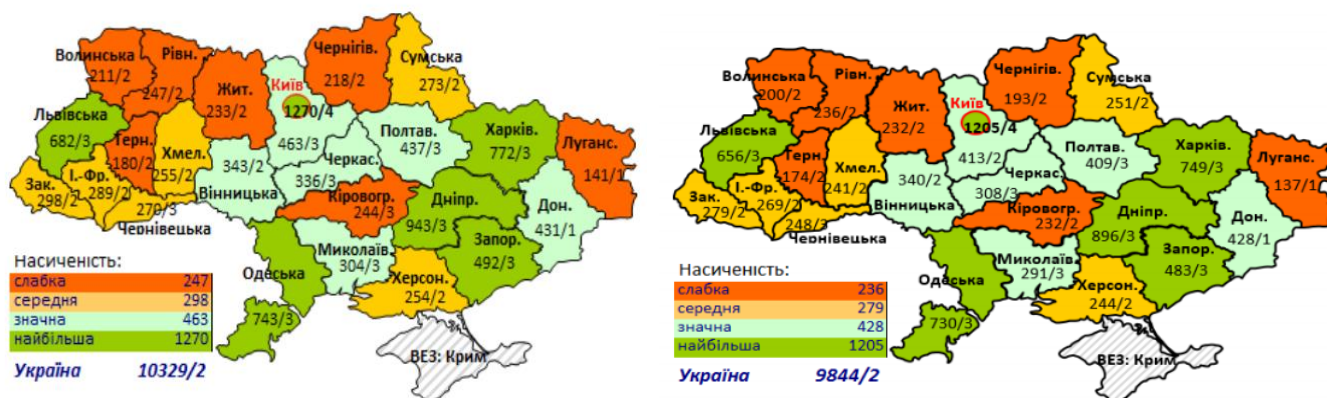 Волинська
211/2
Рівн.
247/2
Жит.
233/2
Київ
1270/4
463/3
Чернігів.
218/2
Сумська
273/2
Львівська
682/3
Терн.
180/2
Хмел.
255/2
343/2
Вінницька
Черкас.
336/3
Полтав.
437/3
Харків.
772/3
Луганс.
141/1
Зак.
298/2
І.-Фр.
289/2
270/3
Чернівецька
Кіровогр.
244/3
Дніпр.
943/3
Дон.
431/1
Запор.
492/3
Миколаїв.
304/3
Одеська
743/3
Херсон.
254/2
ВЕЗ: Крим
Насиченість:
слабка 247
середня 298
значна 463
найбільша 1270
Україна 10329/2
Волинська
200/2
Рівн.
236/2
Жит.
232/2
Київ
1205/4
413/2
Чернігів.
193/2
Сумська
251/2
Львівська
656/3
Терн.
174/2
Хмел.
241/2
340/2
Вінницька
Черкас.
308/3
Полтав.
409/3
Харків.
749/3
Луганс.
137/1
Зак.
279/2
І.-Фр.
269/2
248/3
Чернівецька
Кіровогр.
232/2
Дніпр.
896/3
Дон.
428/1
Запор.
483/3
Миколаїв.
291/3
Одеська
730/3
Херсон.
244/2
ВЕЗ: Крим
Насиченість:
слабка 236
середня 279
значна 428
найбільша 1205
Україна 9844/2